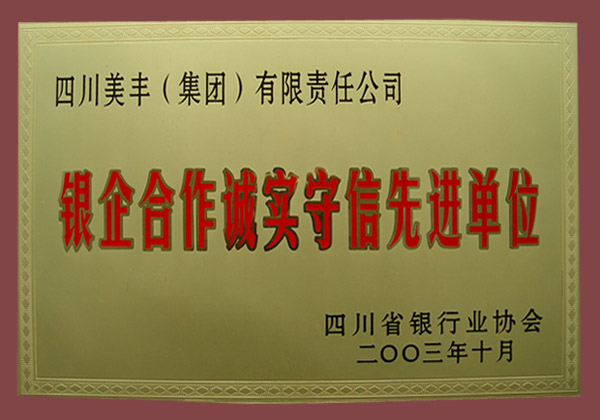 四川美丰（集团）有限责任公司
银企合作诚实守信先进单位
四川省银行业协会
二〇〇三年十月